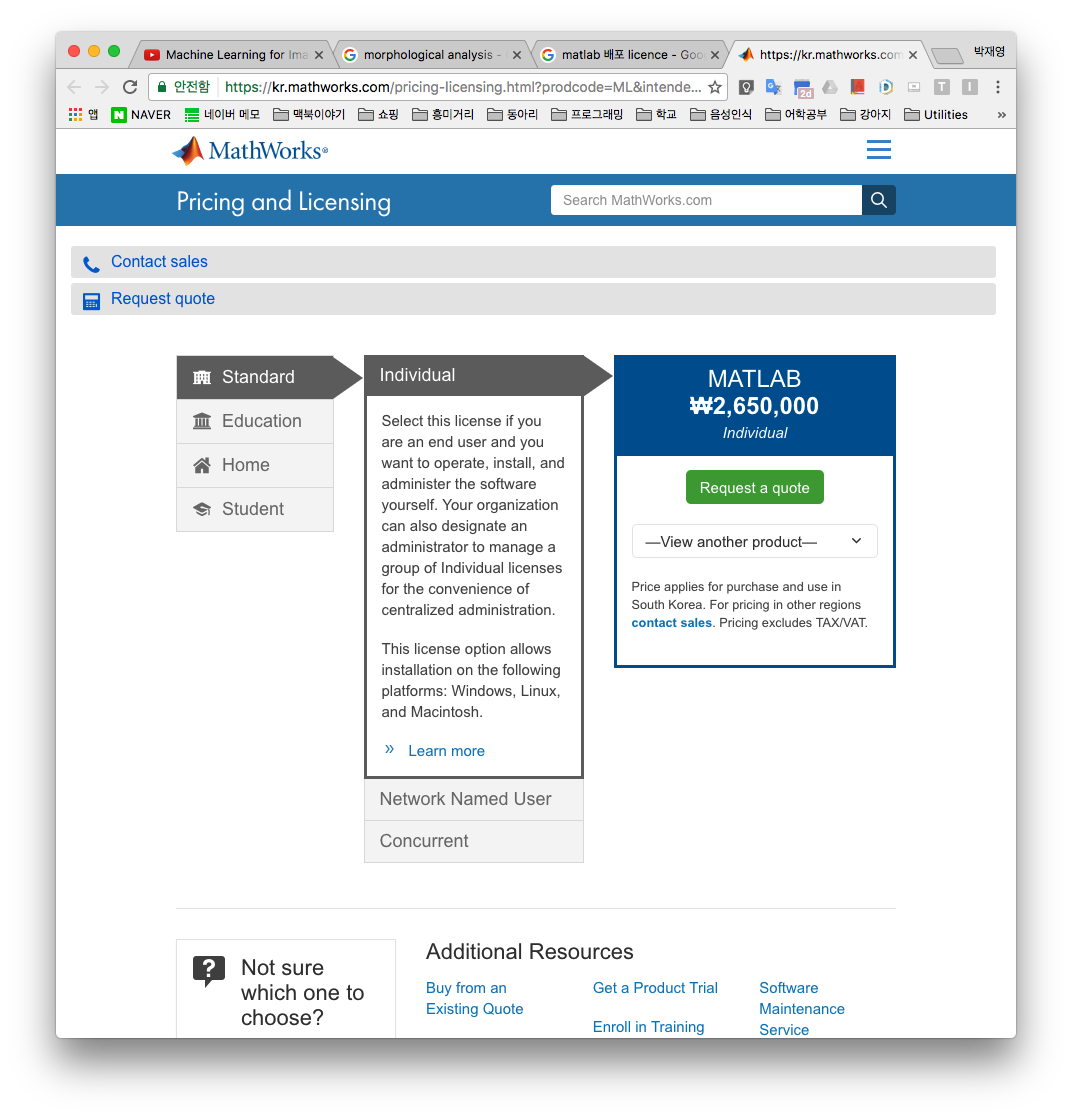 Machine Learning for Ima
morphological analysis -
matlab 배포 licence - Goo
https://kr.mathworks.com
박재영
안전함
https://kr.mathworks.com/pricing-licensing.html?prodcode=ML&intende...
2d
앱
NAVER
네이버 메모
맥북이야기
쇼핑
흥미거리
동아리
프로그래밍
학교
음성인식
어학공부
강아지
Utilities
»
MathWorks®
Pricing and Licensing
Search MathWorks.com
Contact sales
Request quote
Standard
Education
Home
Student
Individual
Select this license if you
are an end user and you
want to operate, install, and
administer the software
yourself. Your organization
can also designate an
administrator to manage a
group of Individual licenses
for the convenience of
centralized administration.
This license option allows
installation on the following
platforms: Windows, Linux,
and Macintosh.
» Learn more
Network Named User
Concurrent
MATLAB
₩2,650,000
Individual
Request a quote
—View another product—
Price applies for purchase and use in
South Korea. For pricing in other regions
contact sales. Pricing excludes TAX/VAT.
Not sure
which one to
choose?
Additional Resources
Buy from an
Existing Quote
Get a Product Trial
Enroll in Training
Software
Maintenance
Service